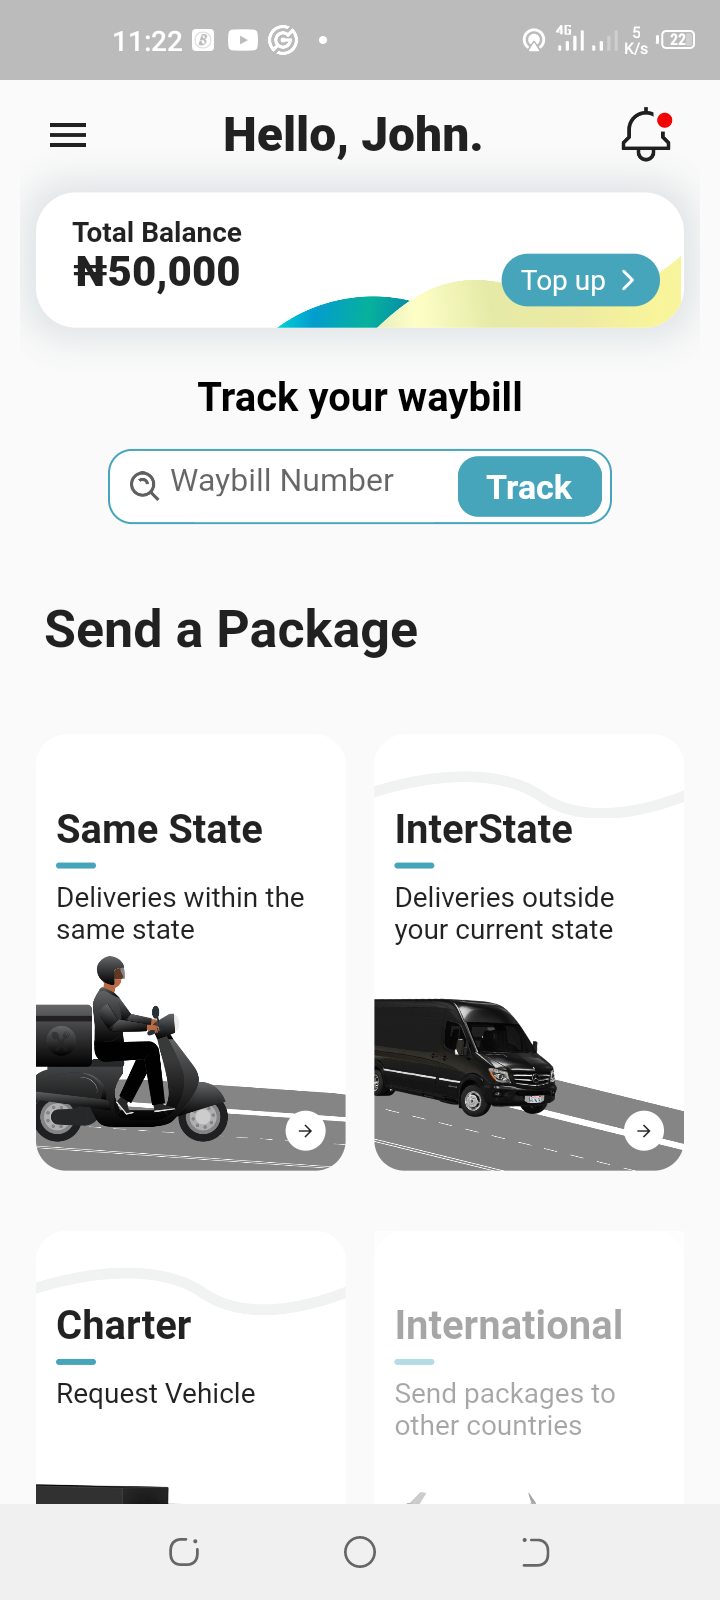 11:22
4G
5
K/s
22
Hello, John.
Total Balance
₦50,000
Top up
Track your waybill
Waybill Number
Track
Send a Package
Same State
Deliveries within the
same state
InterState
Deliveries outside
your current state
Charter
Request Vehicle
International
Send packages to
other countries